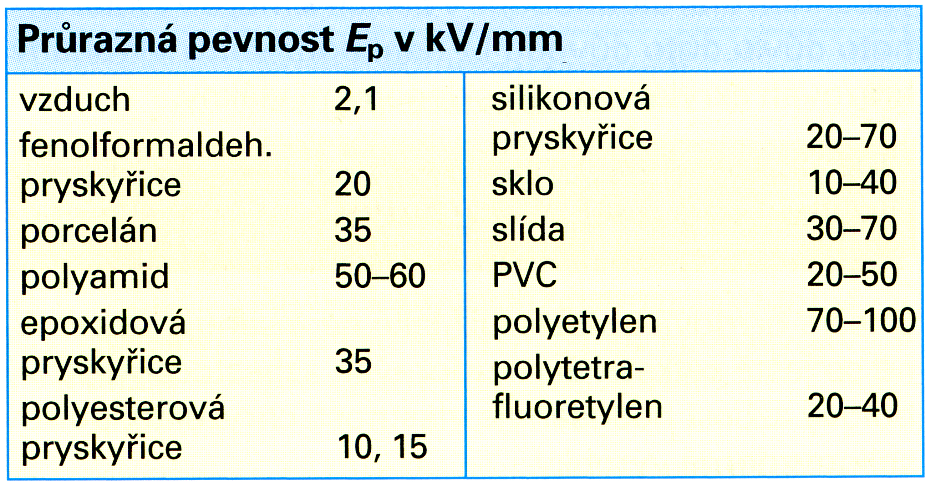 Průrazná pevnost Ep v kV/mm
vzduch 2,1
fenolformaldeh.
pryskyřice 20
porcelán 35
polyamid 50–60
epoxidová
pryskyřice 35
polyesterová
pryskyřice 10, 15
silikonová
pryskyřice 20–70
sklo 10–40
slída 30–70
PVC 20–50
polyetylen 70–100
polytetra-
fluoretylen 20–40